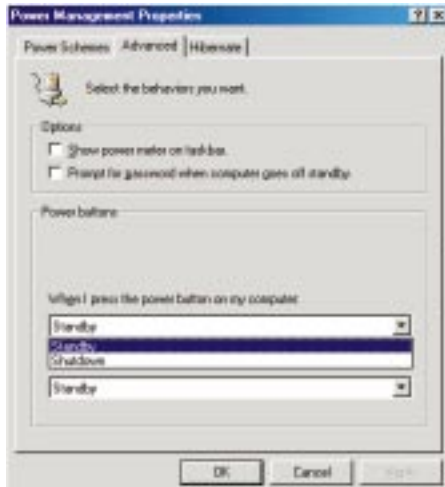 Power Management Properties
Power Schemes Advanced Hibernate
Select the behaviors you want.
Options
Show power meter on taskbar.
Prompt for password when computer goes off standby.
Power buttons
When I press the power button on my computer:
Standby
Standby
Shutdown
Standby
OK Cancel Apply